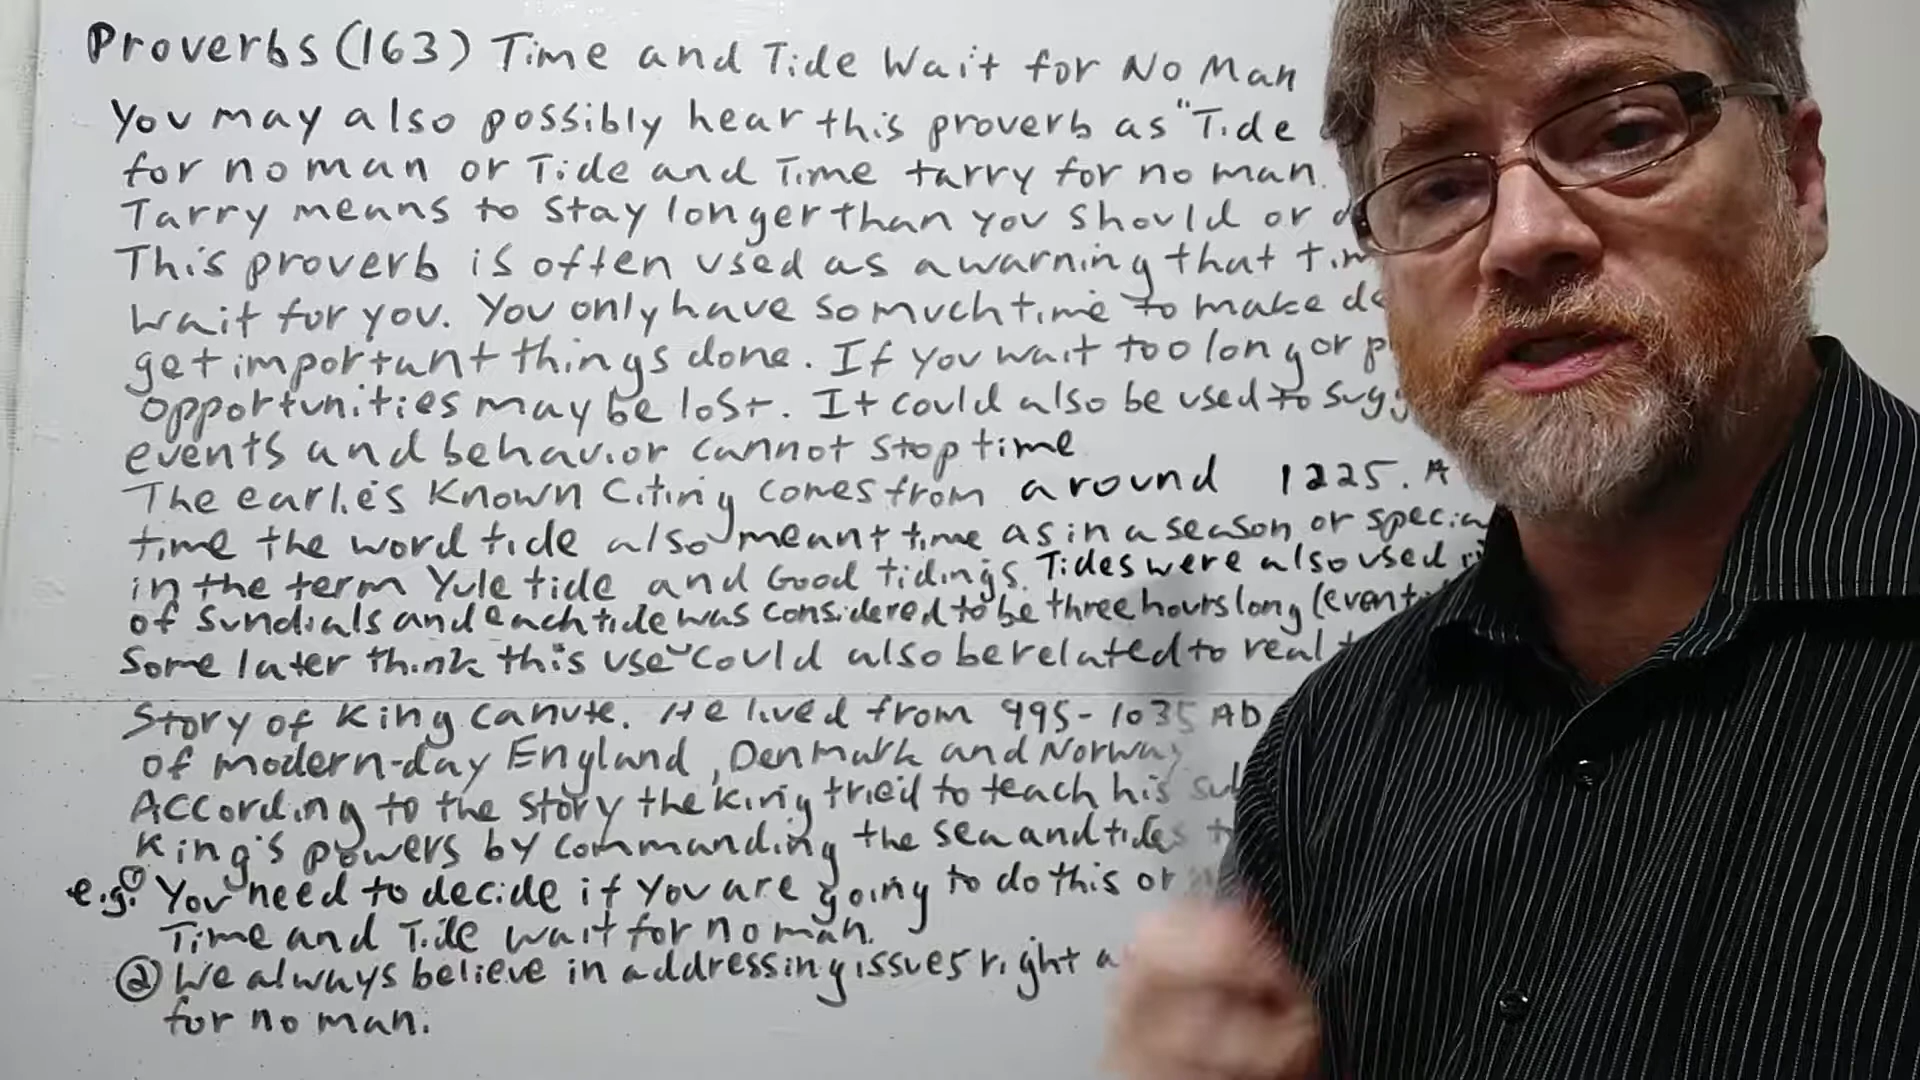 Proverbs (163) Time and Tide Wait for No Man
You may also possibly hear this proverb as "Tide
for no man or Tide and Time tarry for no man.
Tarry means to stay longer than you should or
This proverb is often used as a warning that
wait for you. You only have so much time to make
get important things done. If you wait too long or
opportunities may be lost. It could also be used to
events and behavior cannot stop time
The earlies known citing comes from around 1225.
time the word tide also meant time as in a season or
in the term Yule tide and Good tidings. Tides were also used
of sundials and each tide was considered to be three hours long
Some later think this use could also be related to real
Story of King Canute. He lived from 995-1035 AD
of modern-day England, Denmark and Norway
According to the story the king tried to teach his
King's powers by commanding the sea and tides
e.g. ① You need to decide if you are going to do this or
Time and Tide wait for no man.
② We always believe in addressing issues right
for no man.